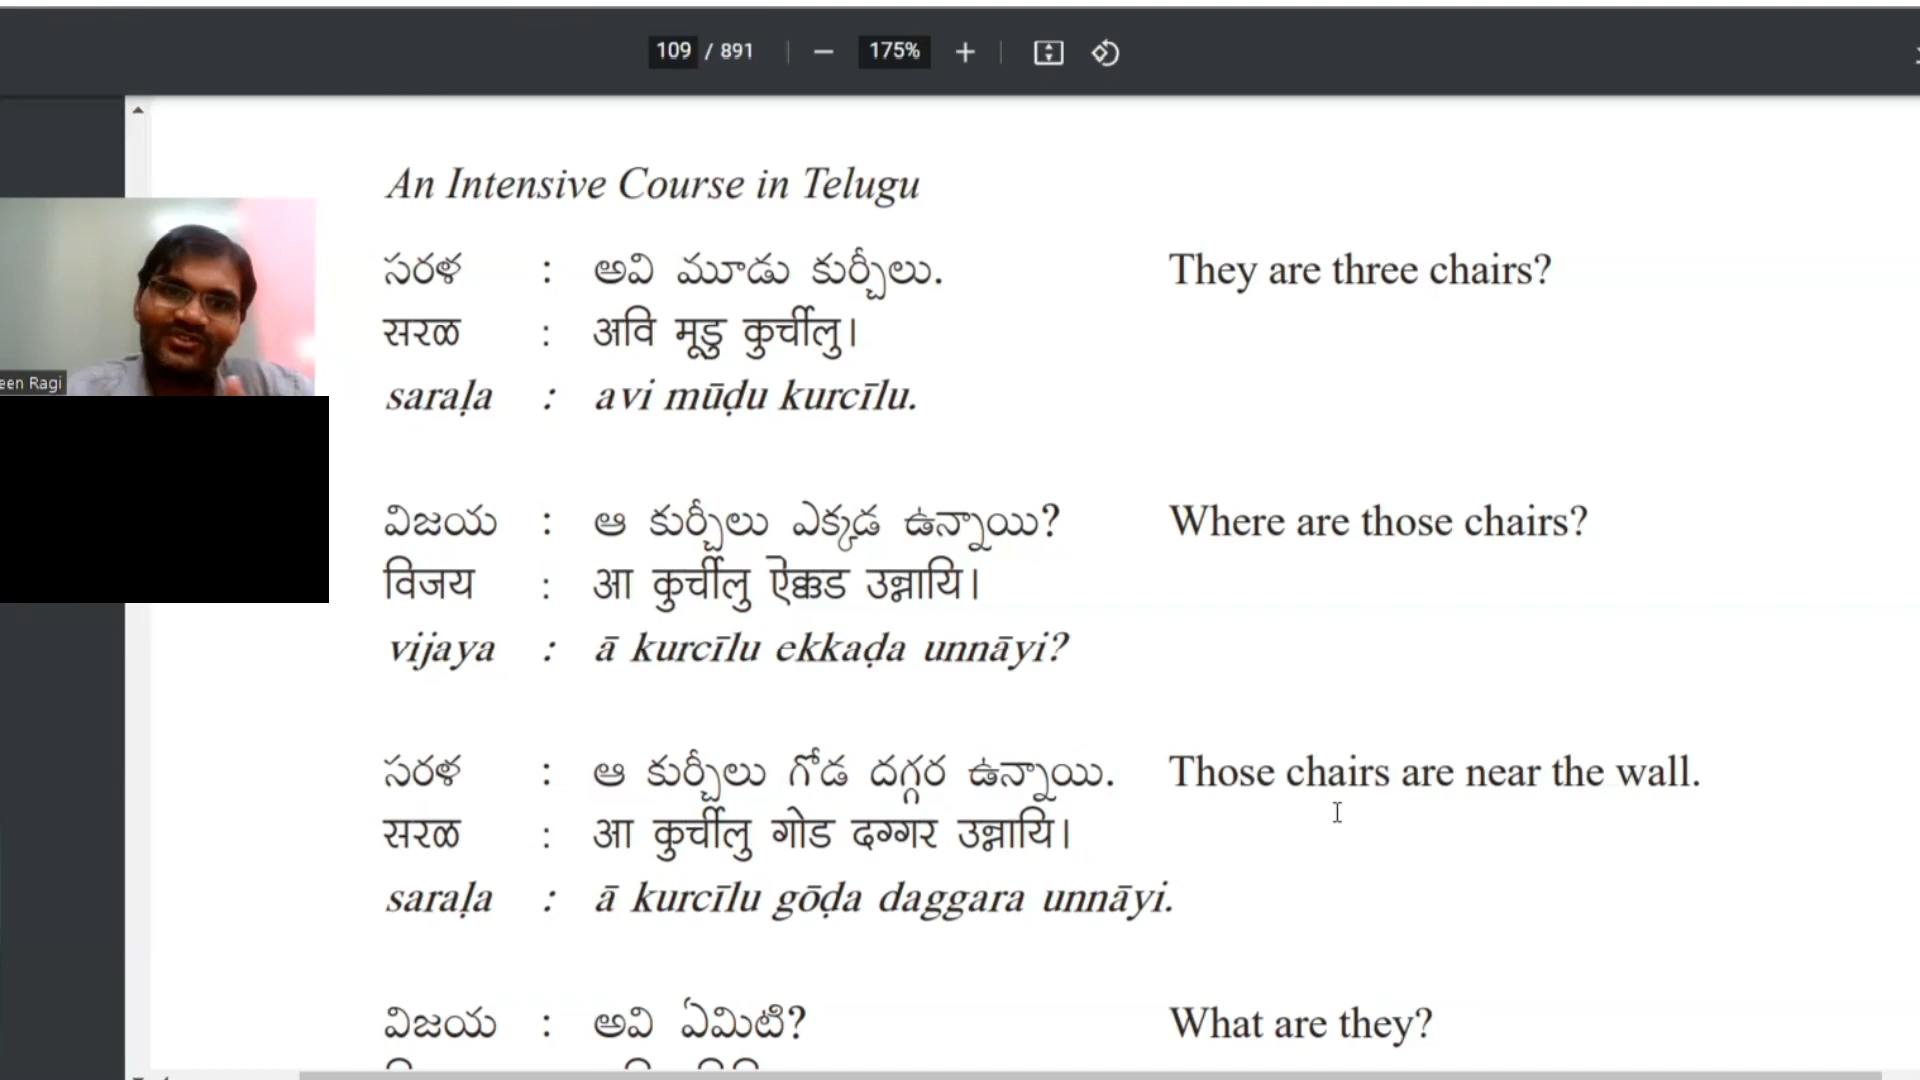 109 / 891 175%
An Intensive Course in Telugu
సరళ : అవి మూడు కుర్చీలు. They are three chairs?
सरळ : अवि मूडु कुर्चीलु।
saraḷa : avi mūḍu kurcīlu.
een Ragi
విజయ : ఆ కుర్చీలు ఎక్కడ ఉన్నాయి? Where are those chairs?
विजय : आ कुर्चीलु ऎक्कड उन्नायि।
vijaya : ā kurcīlu ekkaḍa unnāyi?
సరళ : ఆ కుర్చీలు గోడ దగ్గర ఉన్నాయి. Those chairs are near the wall.
सरळ : आ कुर्चीलु गोड दग्गर उन्नायि।
saraḷa : ā kurcīlu gōḍa daggara unnāyi.
విజయ : అవి ఏమిటి? What are they?